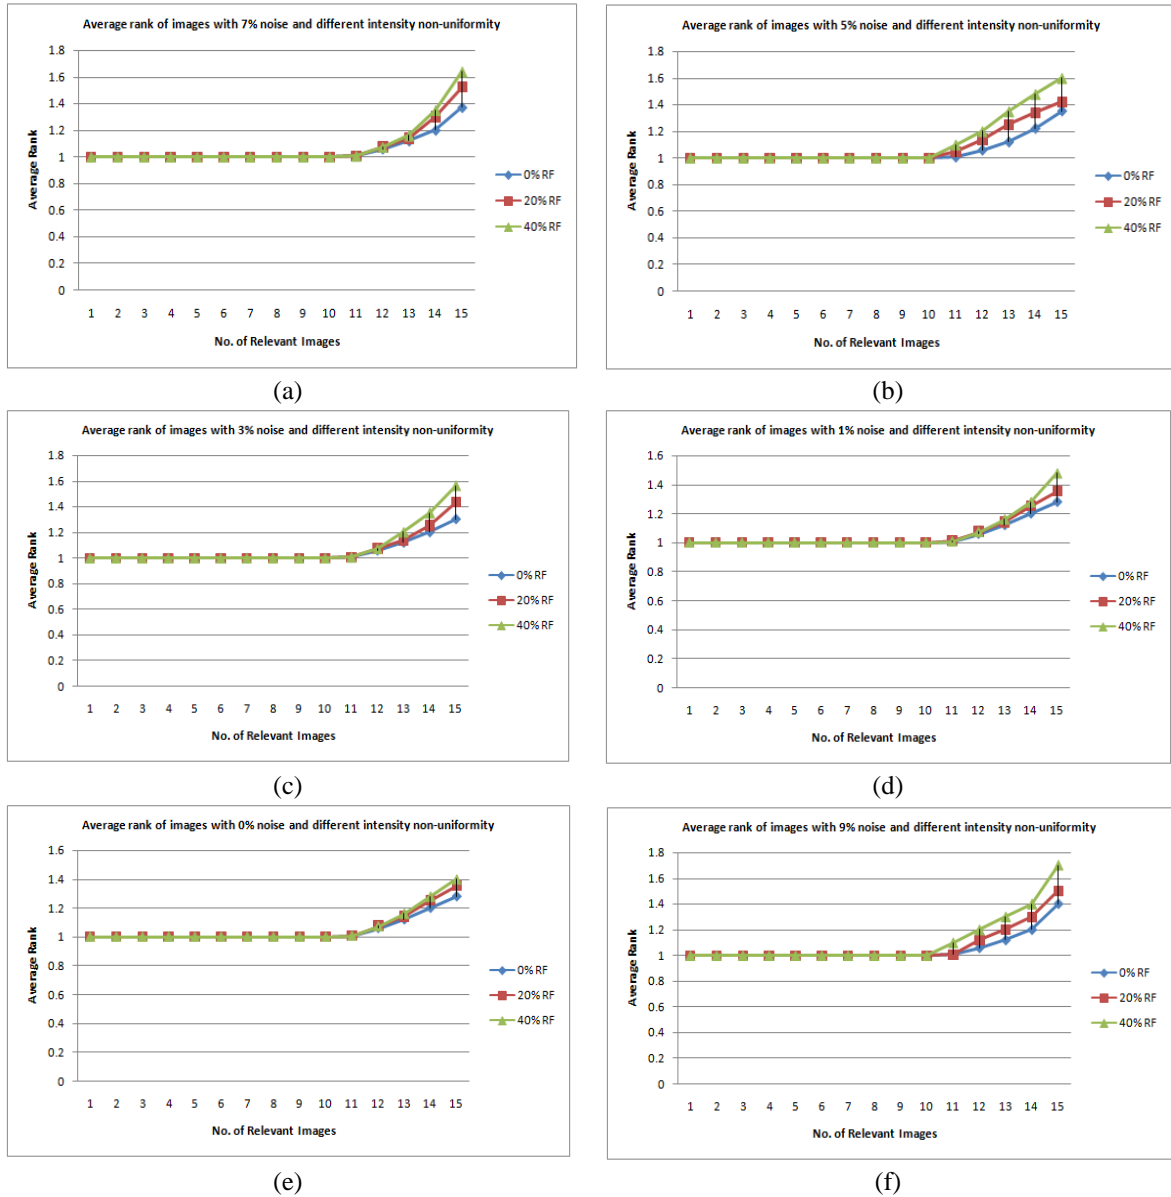 Average rank of images with 7% noise and different intensity non-uniformity
1.8
1.6
1.4
1.2
1
0.8
0.6
0.4
0.2
0
Average Rank
1 2 3 4 5 6 7 8 9 10 11 12 13 14 15
No. of Relevant Images
0% RF
20% RF
40% RF
(a)
Average rank of images with 5% noise and different intensity non-uniformity
1.8
1.6
1.4
1.2
1
0.8
0.6
0.4
0.2
0
Average Rank
1 2 3 4 5 6 7 8 9 10 11 12 13 14 15
No. of Relevant Images
0% RF
20% RF
40% RF
(b)
Average rank of images with 3% noise and different intensity non-uniformity
1.8
1.6
1.4
1.2
1
0.8
0.6
0.4
0.2
0
Average Rank
1 2 3 4 5 6 7 8 9 10 11 12 13 14 15
No. of Relevant Images
0% RF
20% RF
40% RF
(c)
Average rank of images with 1% noise and different intensity non-uniformity
1.6
1.4
1.2
1
0.8
0.6
0.4
0.2
0
Average Rank
1 2 3 4 5 6 7 8 9 10 11 12 13 14 15
No. of Relevant Images
0% RF
20% RF
40% RF
(d)
Average rank of images with 0% noise and different intensity non-uniformity
1.6
1.4
1.2
1
0.8
0.6
0.4
0.2
0
Average Rank
1 2 3 4 5 6 7 8 9 10 11 12 13 14 15
No. of Relevant Images
0% RF
20% RF
40% RF
(e)
Average rank of images with 9% noise and different intensity non-uniformity
1.8
1.6
1.4
1.2
1
0.8
0.6
0.4
0.2
0
Average Rank
1 2 3 4 5 6 7 8 9 10 11 12 13 14 15
No. of Relevant Images
0% RF
20% RF
40% RF
(f)